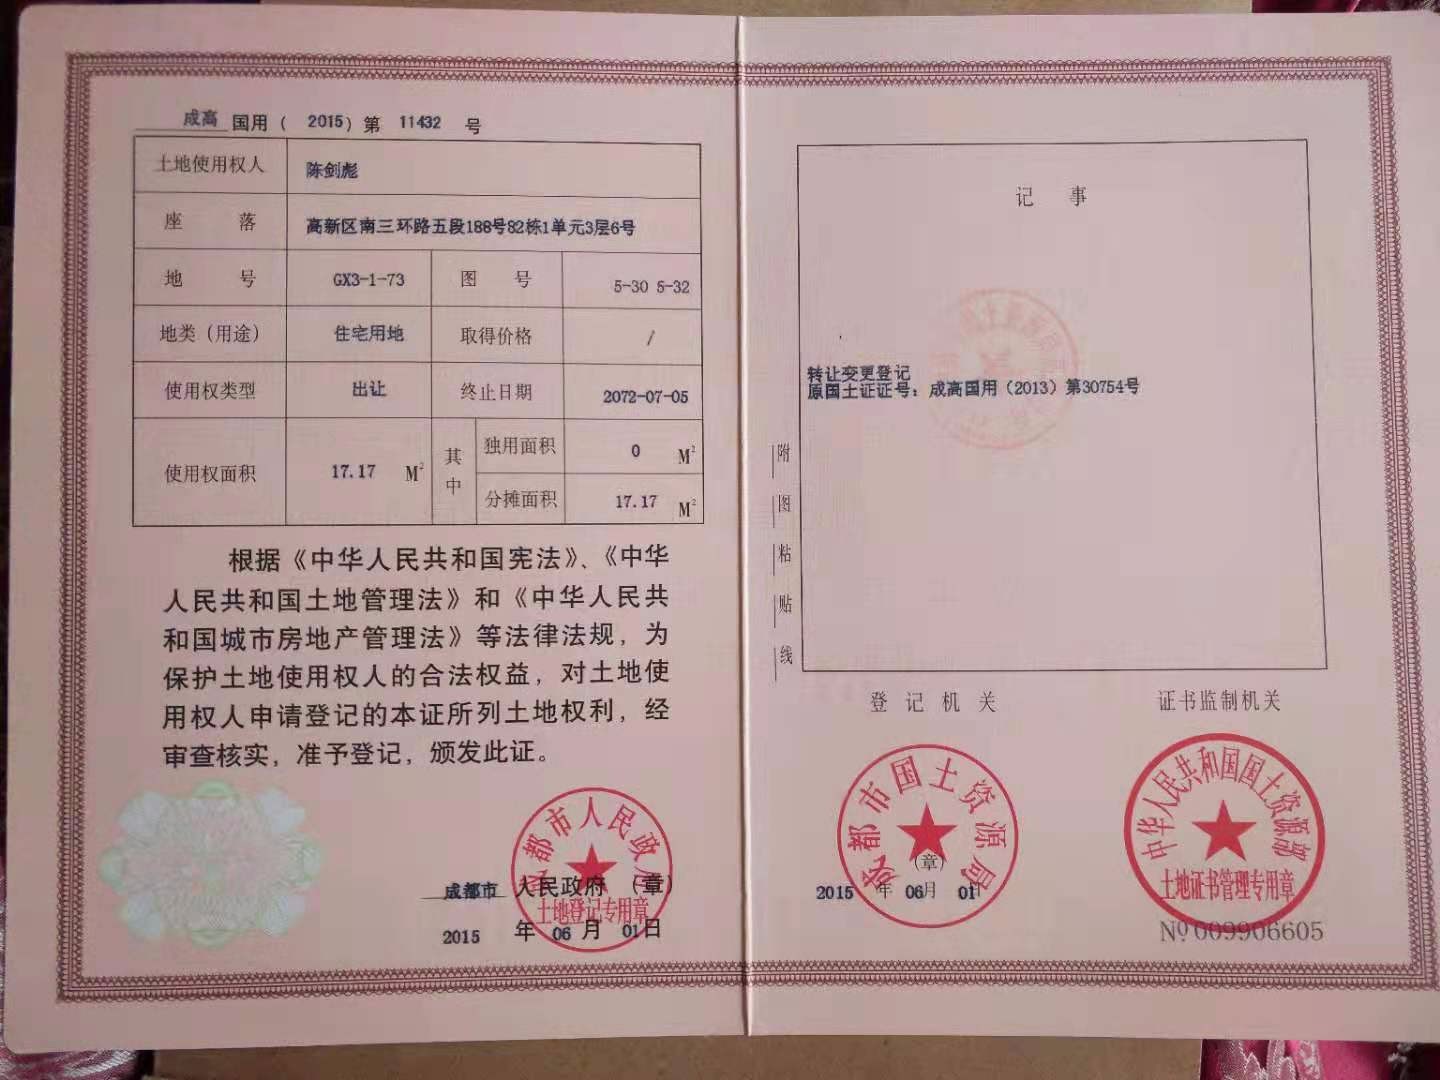 成高 国用（ 2015）第 11432 号
土地使用权人 陈剑彪
座 落 高新区南三环路五段188号82栋1单元3层6号
地 号 GX3-1-73 图 号 5-30 5-32
地类（用途） 住宅用地 取得价格 /
使用权类型 出让 终止日期 2072-07-05
使用权面积 17.17 M² 其中 独用面积 0 M²
分摊面积 17.17 M²
根据《中华人民共和国宪法》、《中华
人民共和国土地管理法》和《中华人民共
和国城市房地产管理法》等法律法规，为
保护土地使用权人的合法权益，对土地使
用权人申请登记的本证所列土地权利，经
审查核实，准予登记，颁发此证。
成都市人民政府
土地登记专用章
成都市 人民政府 （章）
2015 年 06 月 01日
记 事
转让变更登记
原国土证证号：成高国用（2013）第30754号
附图粘贴线
登 记 机 关
证书监制机关
成都市国土资源局
（章）
2015 年 06月 01日
中华人民共和国国土资源部
土地证书管理专用章
№ 009906605